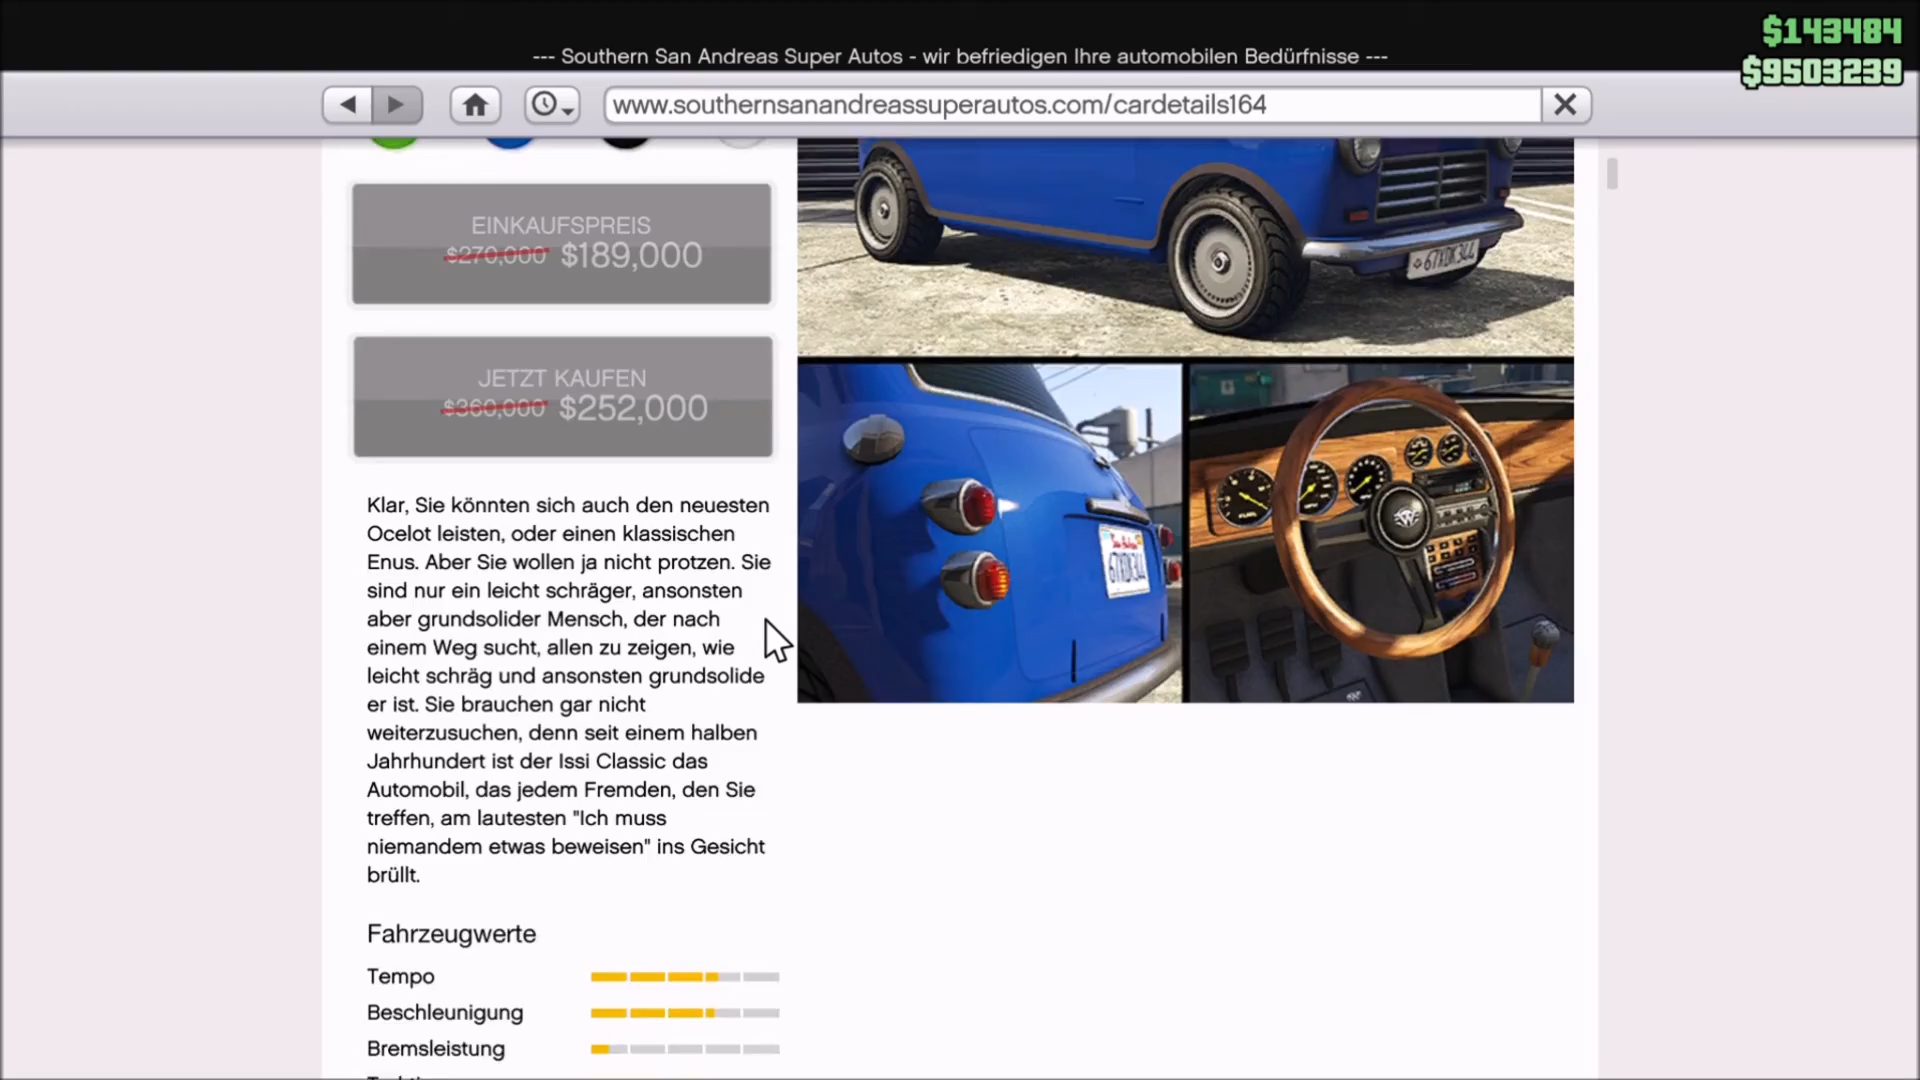 $143484
--- Southern San Andreas Super Autos - wir befriedigen Ihre automobilen Bedürfnisse ---
$9503239
www.southernsanandreassuperautos.com/cardetails164
EINKAUFSPREIS
$270,000 $189,000
JETZT KAUFEN
$360,000 $252,000
Klar, Sie könnten sich auch den neuesten
Ocelot leisten, oder einen klassischen
Enus. Aber Sie wollen ja nicht protzen. Sie
sind nur ein leicht schräger, ansonsten
aber grundsolider Mensch, der nach
einem Weg sucht, allen zu zeigen, wie
leicht schräg und ansonsten grundsolide
er ist. Sie brauchen gar nicht
weiterzusuchen, denn seit einem halben
Jahrhundert ist der Issi Classic das
Automobil, das jedem Fremden, den Sie
treffen, am lautesten "Ich muss
niemandem etwas beweisen" ins Gesicht
brüllt.
Fahrzeugwerte
Tempo
Beschleunigung
Bremsleistung